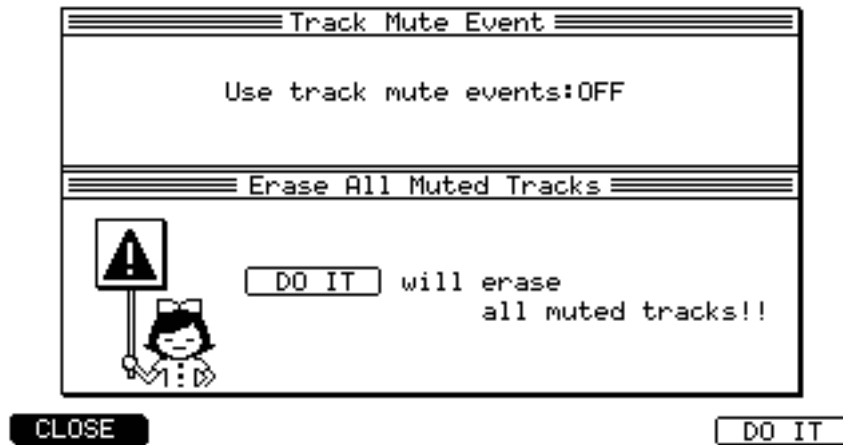 Track Mute Event
Use track mute events:OFF
Erase All Muted Tracks
DO IT will erase
all muted tracks!!
CLOSE
DO IT